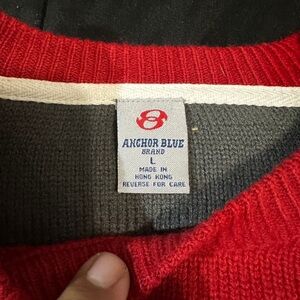 ANCHOR BLUE
BRAND
L
MADE IN
HONG KONG
REVERSE FOR CARE